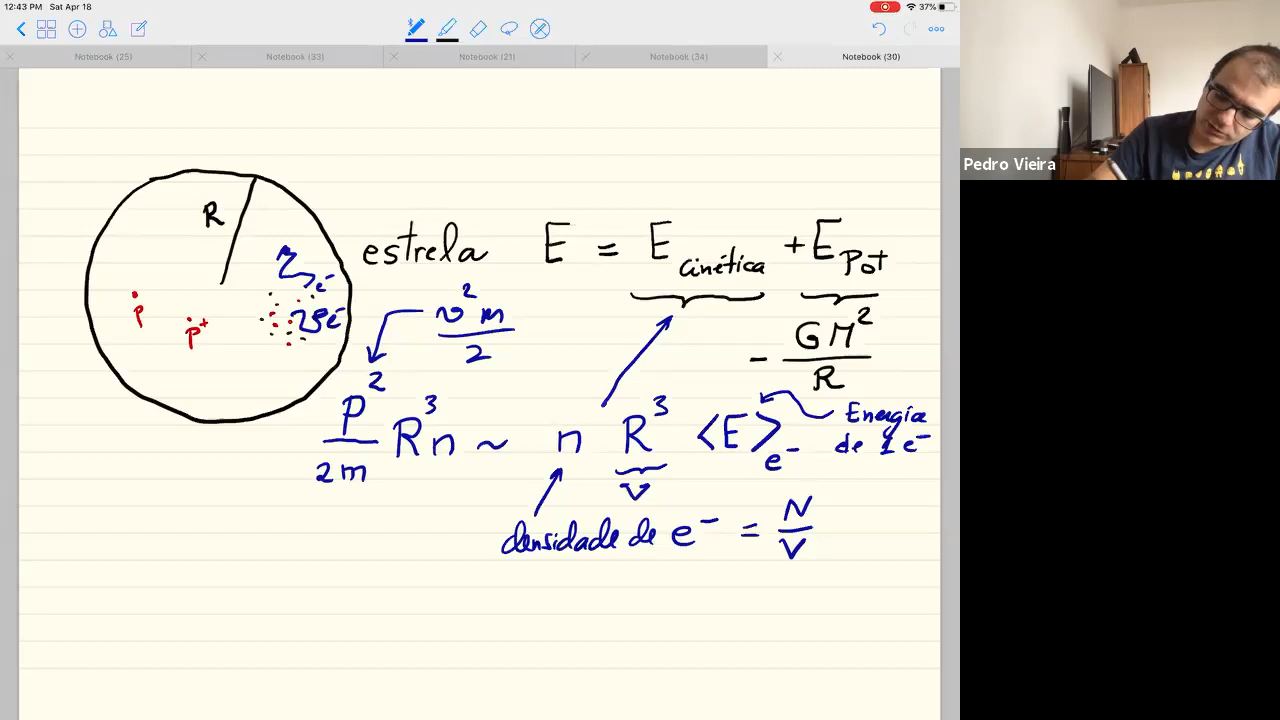 12:43 PM Sat Apr 18
37%
Notebook (25)
Notebook (33)
Notebook (21)
Notebook (34)
Notebook (30)
Pedro Vieira
R
estrela E = E cinética + E Pot
e⁻
p
p⁺
v² m / 2
- GM² / R
P² / 2m R³ n ~ n R³ <E> e⁻
Energia
de 1 e⁻
V
densidade de e⁻ = N / V